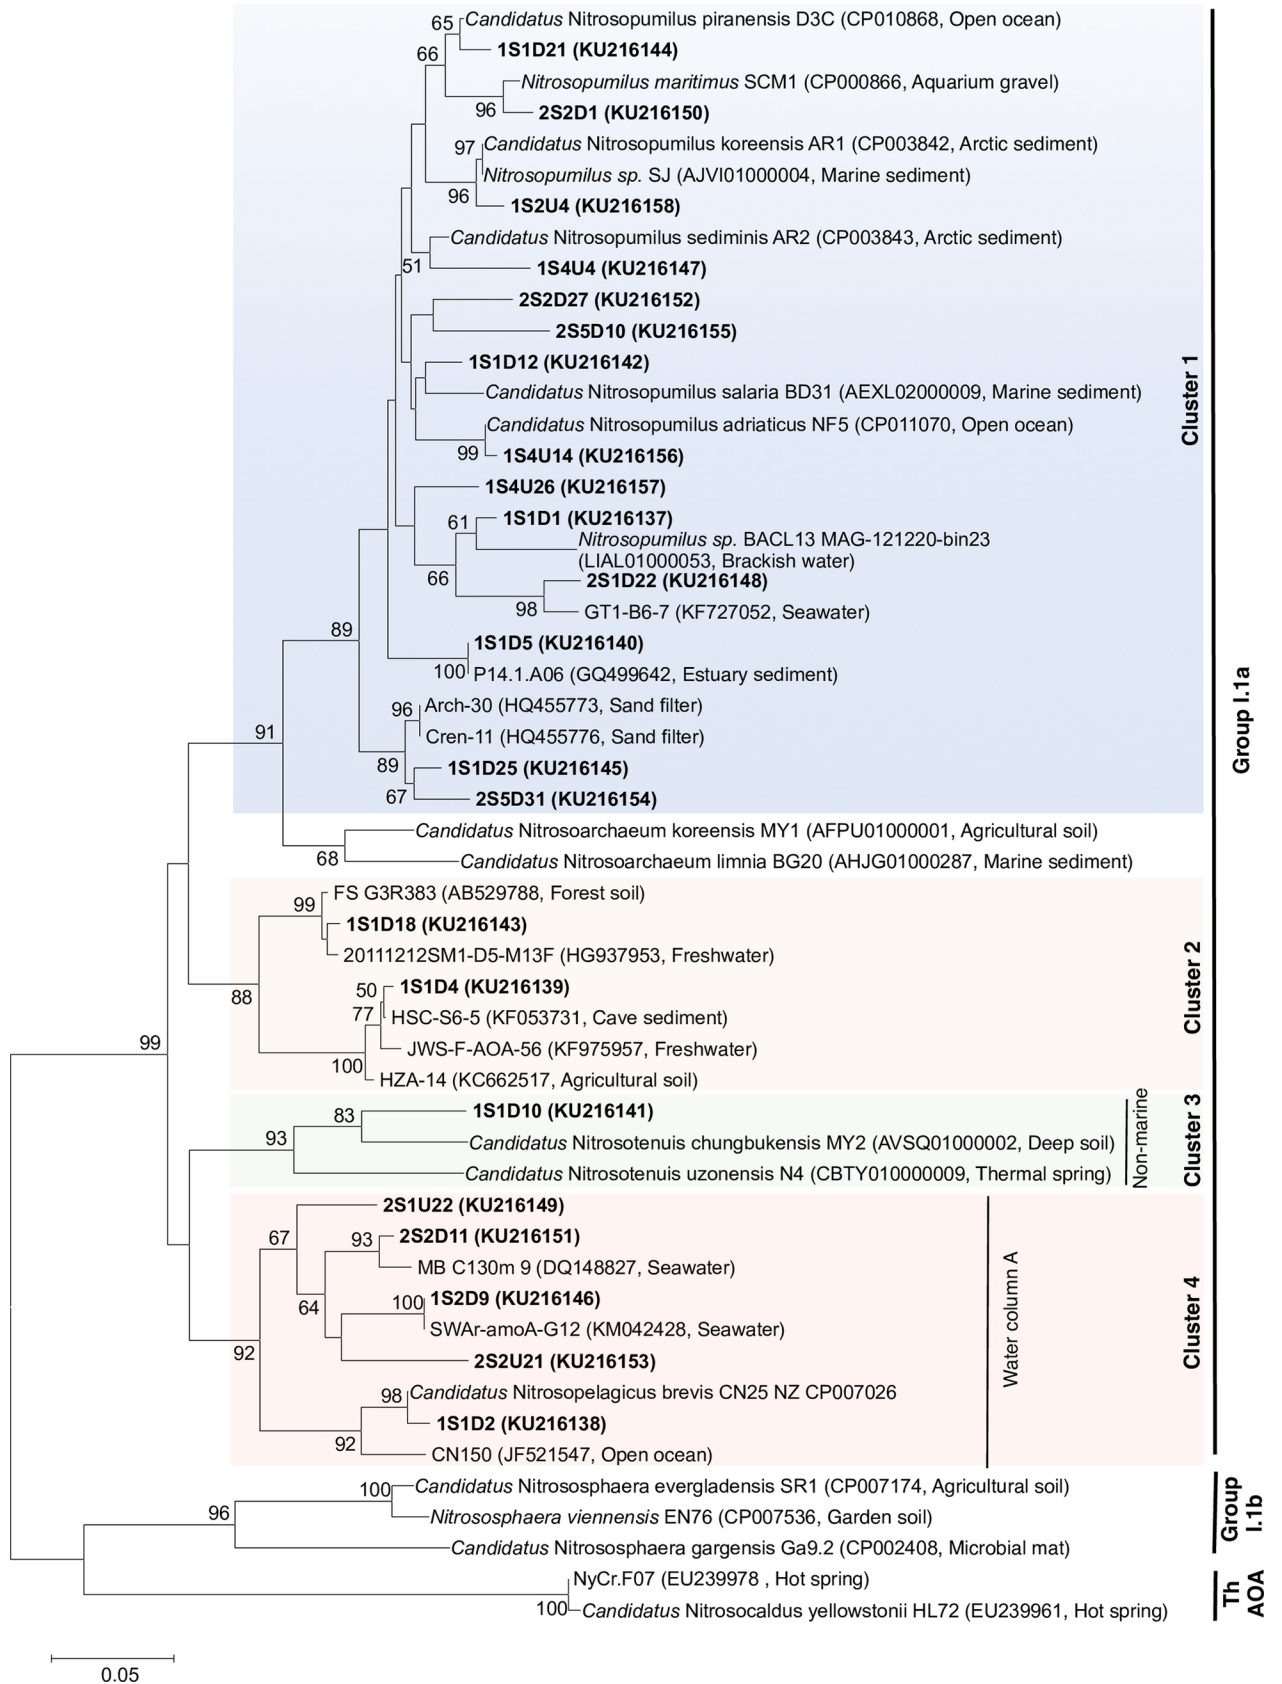 65
Candidatus Nitrosopumilus piranensis D3C (CP010868, Open ocean)
1S1D21 (KU216144)
66
Nitrosopumilus maritimus SCM1 (CP000866, Aquarium gravel)
96
2S2D1 (KU216150)
97
Candidatus Nitrosopumilus koreensis AR1 (CP003842, Arctic sediment)
Nitrosopumilus sp. SJ (AJVI01000004, Marine sediment)
96
1S2U4 (KU216158)
Candidatus Nitrosopumilus sediminis AR2 (CP003843, Arctic sediment)
51
1S4U4 (KU216147)
2S2D27 (KU216152)
2S5D10 (KU216155)
1S1D12 (KU216142)
Candidatus Nitrosopumilus salaria BD31 (AEXL02000009, Marine sediment)
Candidatus Nitrosopumilus adriaticus NF5 (CP011070, Open ocean)
99
1S4U14 (KU216156)
1S4U26 (KU216157)
61
1S1D1 (KU216137)
Nitrosopumilus sp. BACL13 MAG-121220-bin23
(LIAL01000053, Brackish water)
66
2S1D22 (KU216148)
98
GT1-B6-7 (KF727052, Seawater)
89
1S1D5 (KU216140)
100
P14.1.A06 (GQ499642, Estuary sediment)
96
Arch-30 (HQ455773, Sand filter)
Cren-11 (HQ455776, Sand filter)
91
89
1S1D25 (KU216145)
67
2S5D31 (KU216154)
Cluster 1
Candidatus Nitrosoarchaeum koreensis MY1 (AFPU01000001, Agricultural soil)
68
Candidatus Nitrosoarchaeum limnia BG20 (AHJG01000287, Marine sediment)
FS G3R383 (AB529788, Forest soil)
99
1S1D18 (KU216143)
20111212SM1-D5-M13F (HG937953, Freshwater)
88
50
1S1D4 (KU216139)
77
HSC-S6-5 (KF053731, Cave sediment)
JWS-F-AOA-56 (KF975957, Freshwater)
100
HZA-14 (KC662517, Agricultural soil)
Cluster 2
99
83
1S1D10 (KU216141)
93
Candidatus Nitrosotenuis chungbukensis MY2 (AVSQ01000002, Deep soil)
Candidatus Nitrosotenuis uzonensis N4 (CBTY010000009, Thermal spring)
Non-marine
Cluster 3
2S1U22 (KU216149)
67
93
2S2D11 (KU216151)
MB C130m 9 (DQ148827, Seawater)
64
100
1S2D9 (KU216146)
SWAr-amoA-G12 (KM042428, Seawater)
92
2S2U21 (KU216153)
98
Candidatus Nitrosopelagicus brevis CN25 NZ CP007026
1S1D2 (KU216138)
92
CN150 (JF521547, Open ocean)
Water column A
Cluster 4
Group I.1a
100
Candidatus Nitrososphaera evergladensis SR1 (CP007174, Agricultural soil)
96
Nitrososphaera viennensis EN76 (CP007536, Garden soil)
Candidatus Nitrososphaera gargensis Ga9.2 (CP002408, Microbial mat)
Group
I.1b
NyCr.F07 (EU239978 , Hot spring)
100
Candidatus Nitrosocaldus yellowstonii HL72 (EU239961, Hot spring)
Th
AOA
0.05